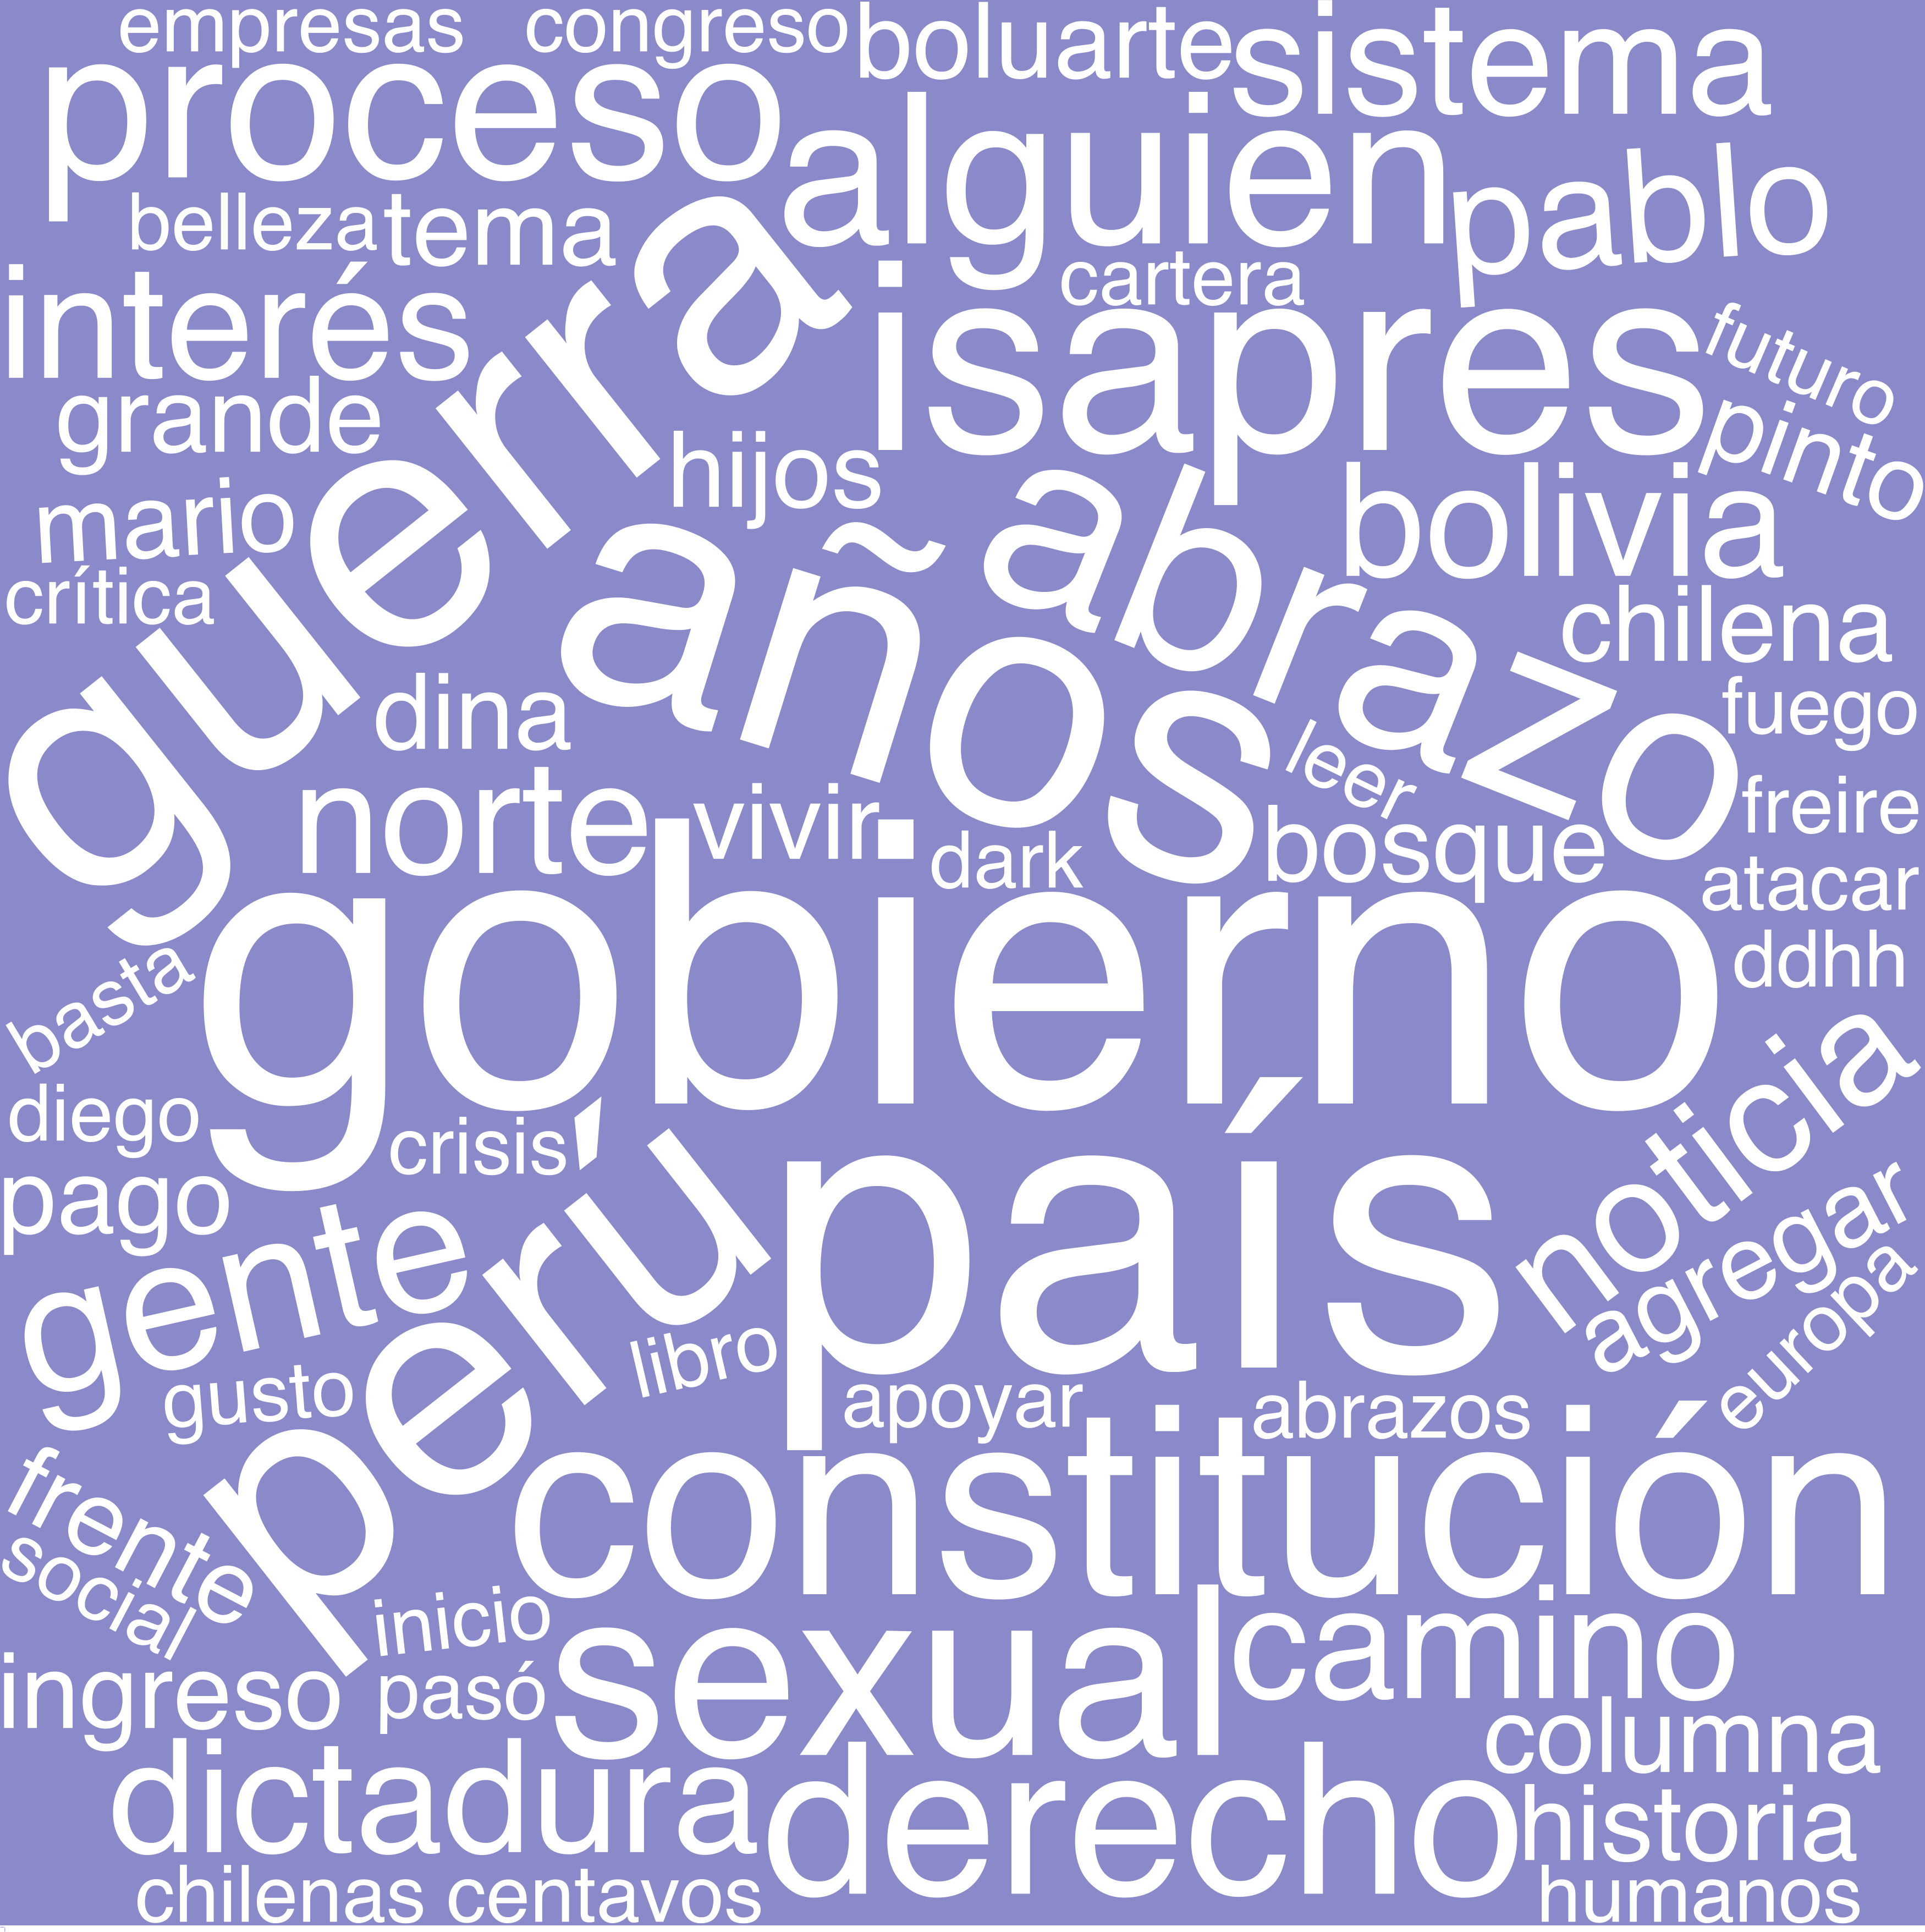 empresas congreso boluarte sistema
proceso alguien pablo
belleza tema
cartera
interés guerra isapres futuro
grande hijos pinto
mario años abrazo bolivia
crítica chilena
dina fuego
norte vivir leer freire
dark bosque atacar
gobierno ddhh
basta
diego crisis noticia
pago perú país
gente agregar
libro europa
gusto apoyar abrazos
frente constitución
social
inicio camino
ingreso pasó sexual
columna
dictadura derecho historia
chilenas centavos humanos